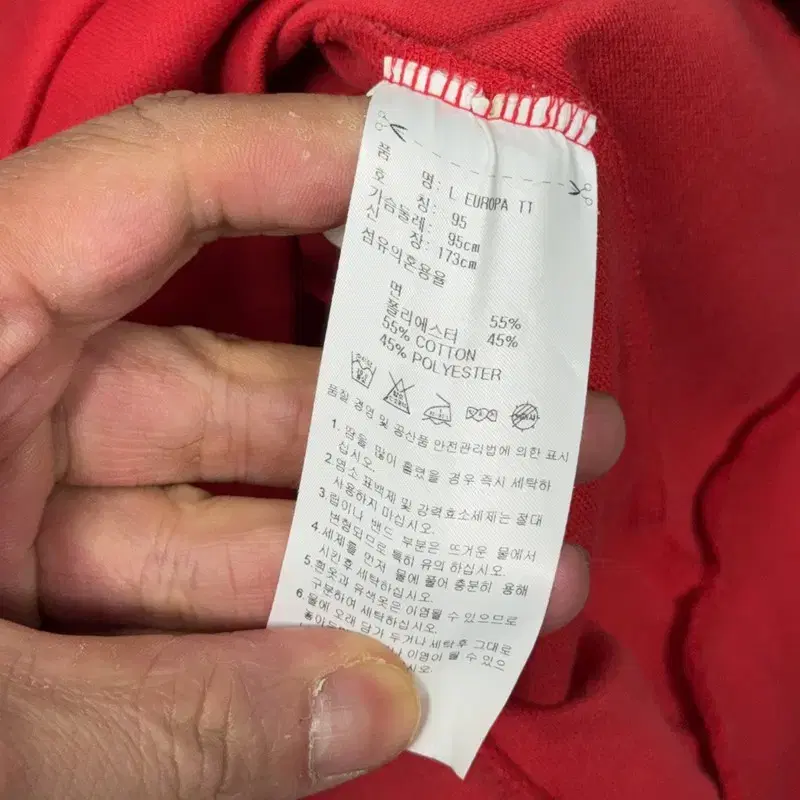 품 명: L EUROPA TT
호 칭: 95
가슴둘레: 95cm
신 장: 173cm
섬유의혼용율
면 55%
폴리에스터 45%
55% COTTON
45% POLYESTER
품질 경영 및 공산품 안전관리법에 의한 표시
1. 땀을 많이 흘렸을 경우 즉시 세탁하
십시오.
2.염소 표백제 및 강력효소세제는 절대
사용하지 마십시오.
3.립이나 밴드 부분은 뜨거운 물에서
변형되므로 특히 유의 하십시오.
4.세제를 먼저 물에 풀어 충분히 용해
시킨후 세탁하십시오.
5.흰옷과 유색옷은 이염될 수 있으므로
구분하여 세탁하십시오.
6.물에 오래 담가 두거나 세탁후 그대로
이염이 될 수 있으